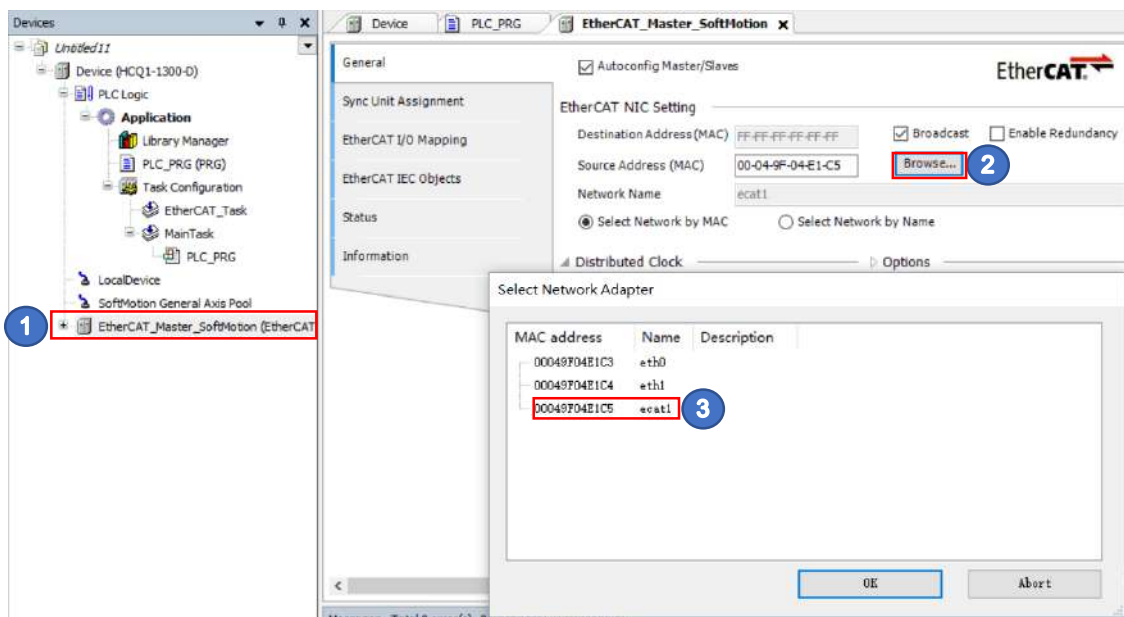 Devices
Untitled11
Device (HCQ1-1300-D)
PLC Logic
Application
Library Manager
PLC_PRG (PRG)
Task Configuration
EtherCAT_Task
MainTask
PLC_PRG
LocalDevice
SoftMotion General Axis Pool
1
EtherCAT_Master_SoftMotion (EtherCAT
Device
PLC_PRG
EtherCAT_Master_SoftMotion
General
Sync Unit Assignment
EtherCAT I/O Mapping
EtherCAT IEC Objects
Status
Information
Autoconfig Master/Slaves
EtherCAT
EtherCAT NIC Setting
Destination Address (MAC) FF-FF-FF-FF-FF-FF Broadcast Enable Redundancy
Source Address (MAC) 00-04-9F-04-E1-C5 Browse... 2
Network Name ecat1
Select Network by MAC Select Network by Name
Distributed Clock Options
Select Network Adapter
MAC address Name Description
00049F04E1C3 eth0
00049F04E1C4 eth1
00049F04E1C5 ecat1 3
OK Abort